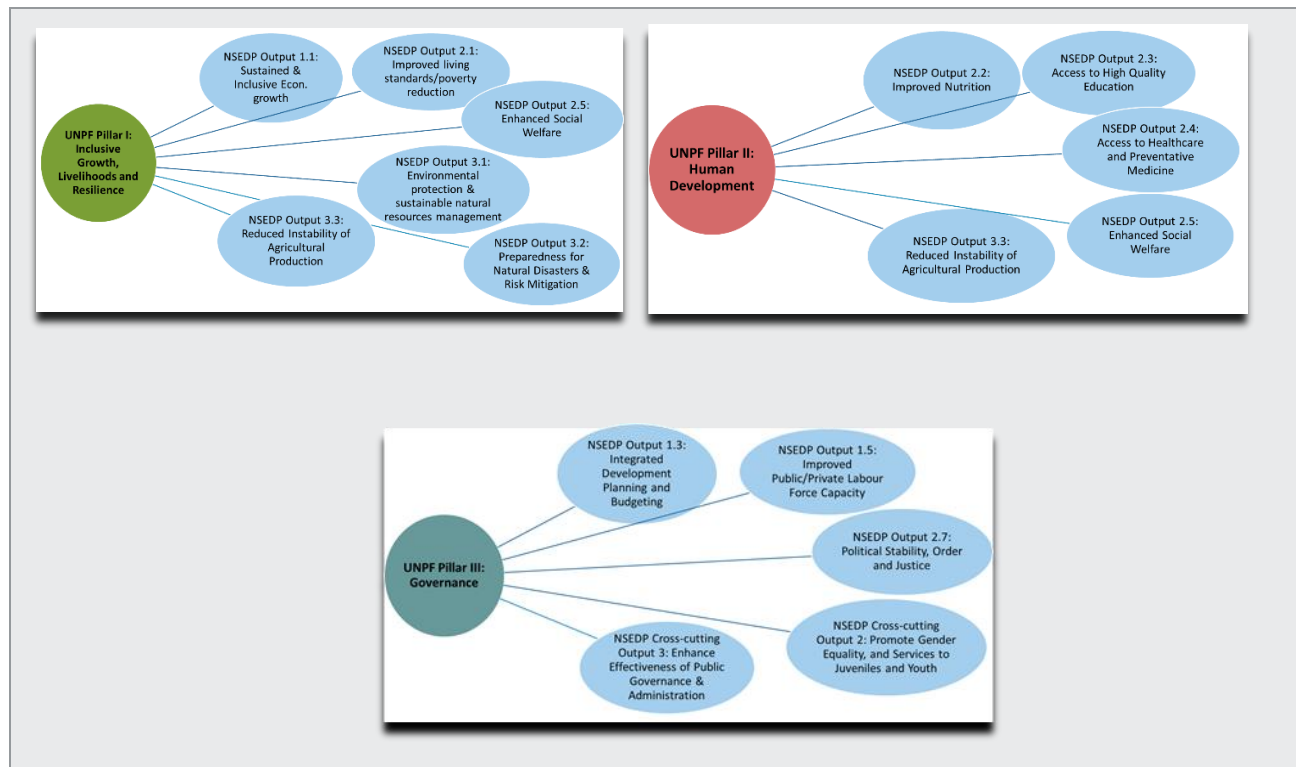 UNPF Pillar I:
Inclusive
Growth,
Livelihoods and
Resilience
NSEDP Output 1.1:
Sustained &
Inclusive Econ.
growth
NSEDP Output 2.1:
Improved living
standards/poverty
reduction
NSEDP Output 2.5:
Enhanced Social
Welfare
NSEDP Output 3.1:
Environmental
protection &
sustainable natural
resources management
NSEDP Output 3.3:
Reduced Instability of
Agricultural
Production
NSEDP Output 3.2:
Preparedness for
Natural Disasters &
Risk Mitigation
UNPF Pillar II:
Human
Development
NSEDP Output 2.2:
Improved Nutrition
NSEDP Output 2.3:
Access to High Quality
Education
NSEDP Output 2.4:
Access to Healthcare
and Preventative
Medicine
NSEDP Output 2.5:
Enhanced Social
Welfare
NSEDP Output 3.3:
Reduced Instability of
Agricultural Production
UNPF Pillar III:
Governance
NSEDP Output 1.3:
Integrated
Development
Planning and
Budgeting
NSEDP Output 1.5:
Improved
Public/Private Labour
Force Capacity
NSEDP Output 2.7:
Political Stability, Order
and Justice
NSEDP Cross-cutting
Output 2: Promote Gender
Equality, and Services to
Juveniles and Youth
NSEDP Cross-cutting
Output 3: Enhance
Effectiveness of Public
Governance &
Administration